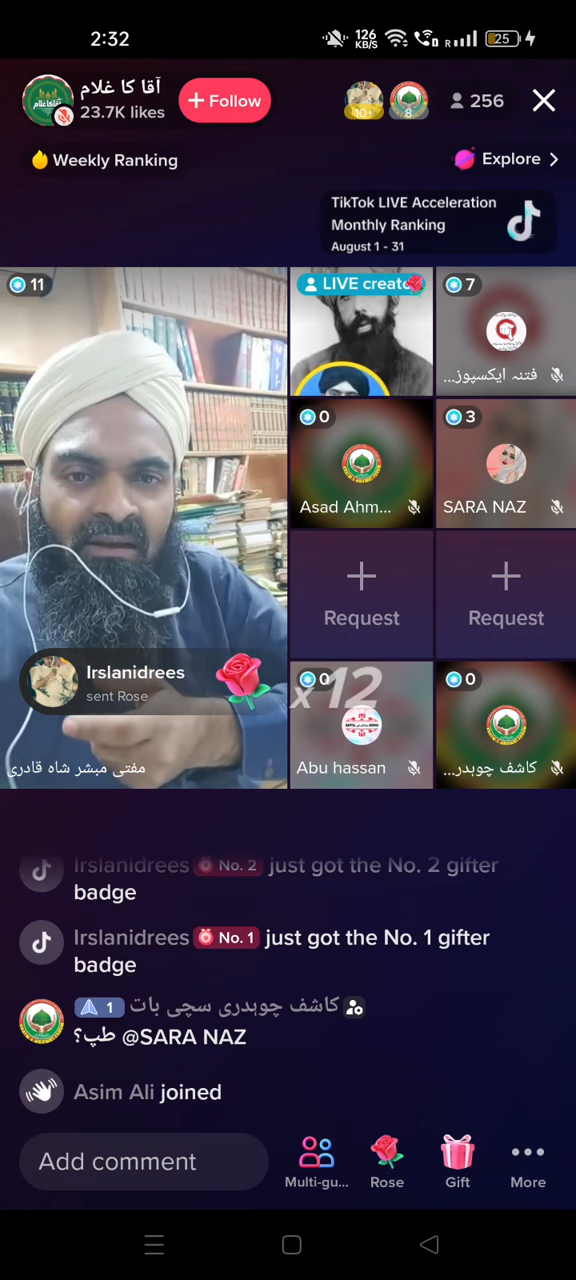 2:32
126
KB/S
R
25
آقا کا غلام
23.7K likes
+ Follow
10+
8
256
Weekly Ranking
Explore >
TikTok LIVE Acceleration
Monthly Ranking
August 1 - 31
11
LIVE creato
7
فتنہ ایکسپوز...
0
Asad Ahm...
3
SARA NAZ
Request
Request
Irslanidrees
sent Rose
x12
مفتی مبشر شاہ قادری
0
Abu hassan
0
کاشف چوہدر...
Irslanidrees No. 2 just got the No. 2 gifter
badge
Irslanidrees No. 1 just got the No. 1 gifter
badge
1 کاشف چوہدری سچی بات
طپ؟ @SARA NAZ
Asim Ali joined
Add comment
Multi-gu...
Rose
Gift
More